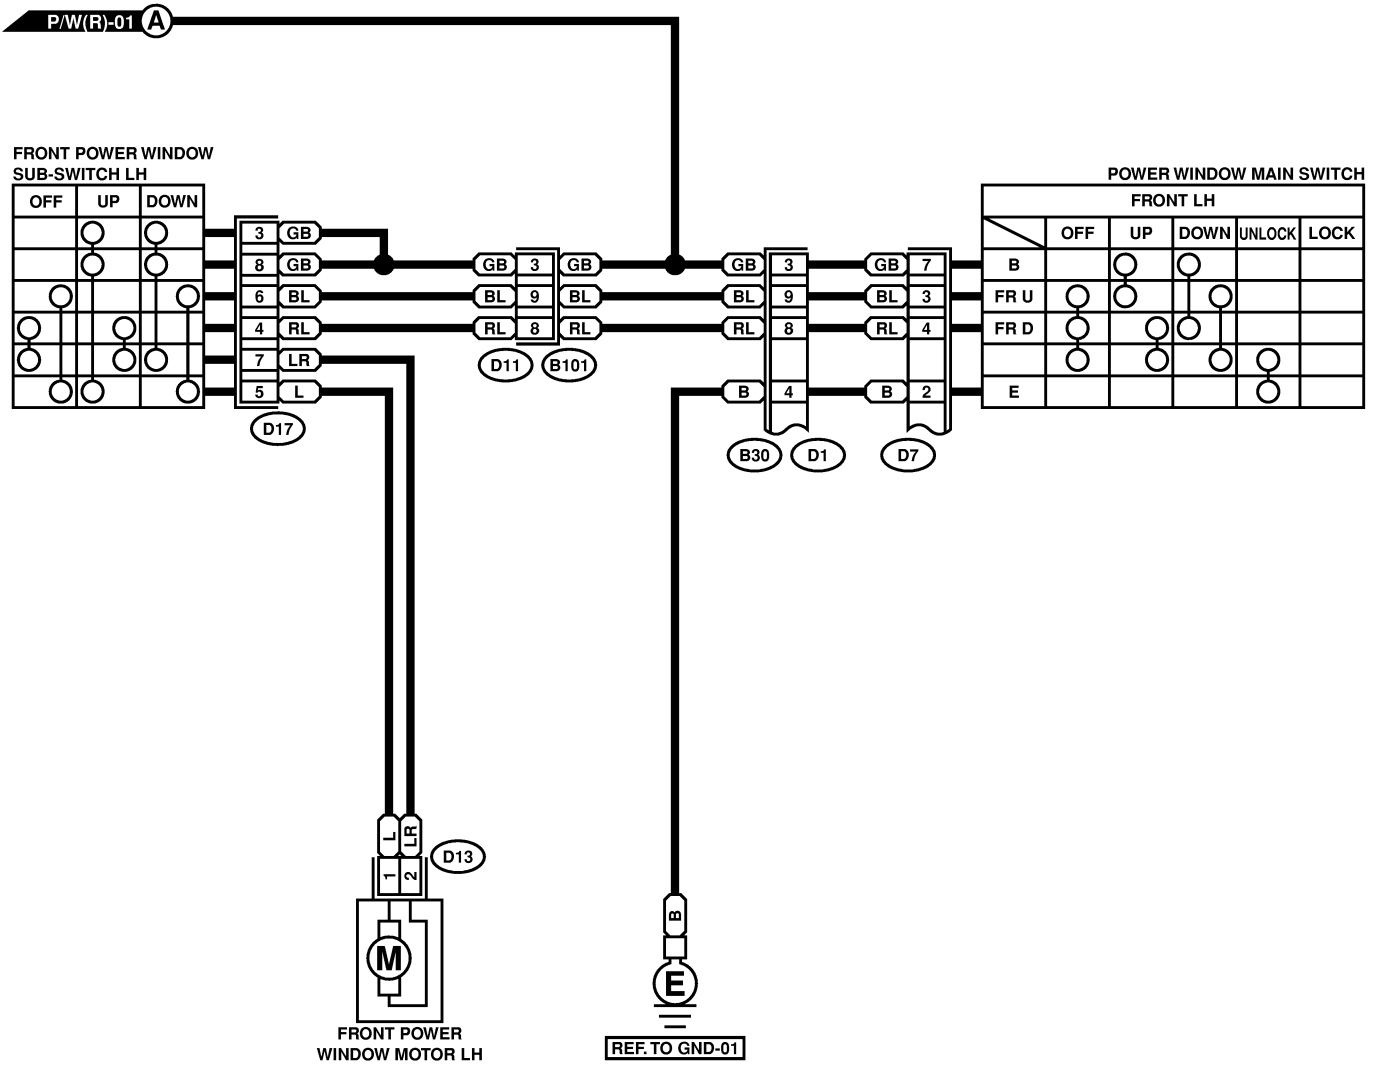 P/W(R)-01 A
FRONT POWER WINDOW
SUB-SWITCH LH
OFF UP DOWN
POWER WINDOW MAIN SWITCH
FRONT LH
OFF UP DOWN UNLOCK LOCK
3 GB
8 GB GB 3 GB GB 3 GB 7 B
6 BL BL 9 BL BL 9 BL 3 FR U
4 RL RL 8 RL RL 8 RL 4 FR D
7 LR
D11 B101
5 L B 4 B 2 E
D17
B30 D1 D7
L LR
D13
1 2
M
FRONT POWER
WINDOW MOTOR LH
B
E
REF. TO GND-01